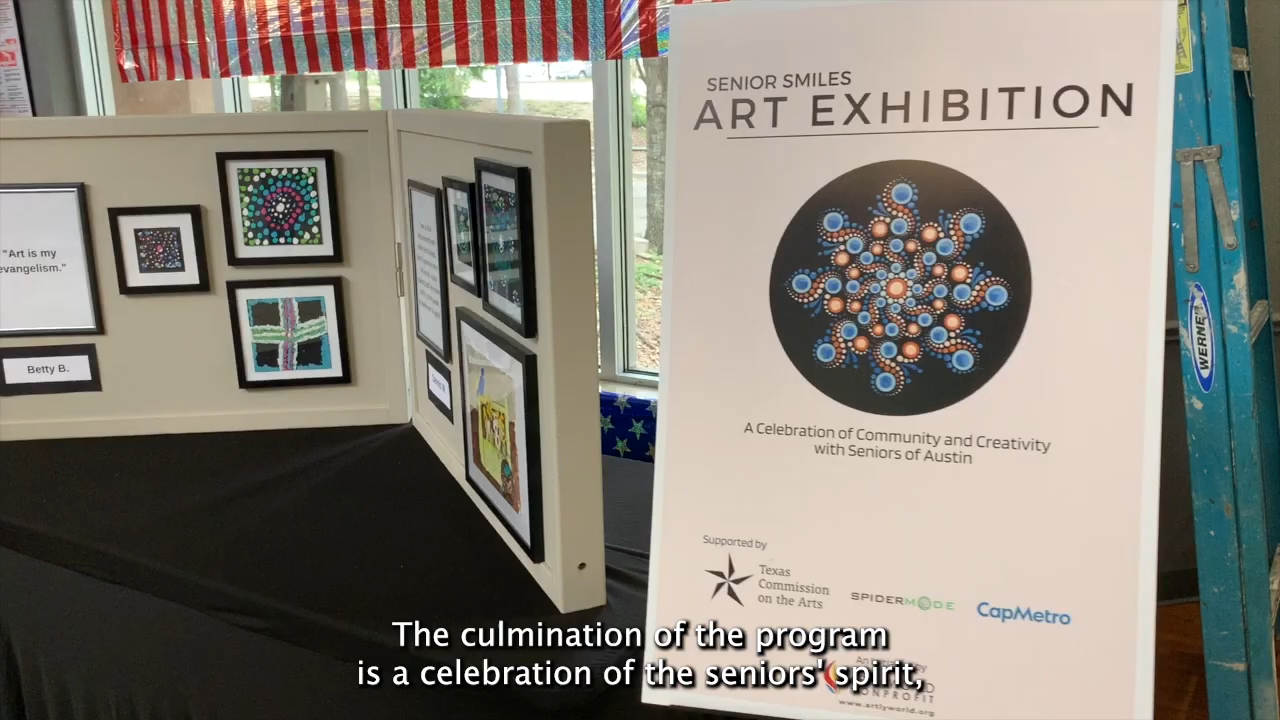 SENIOR SMILES
ART EXHIBITION
"Art is my
evangelism."
Betty B.
A Celebration of Community and Creativity
with Seniors of Austin
Supported by
Texas
Commission
on the Arts
SPIDERMODE
CapMetro
WERNER
The culmination of the program
is a celebration of the seniors' spirit,
NONPROFIT
www.artlyworld.org